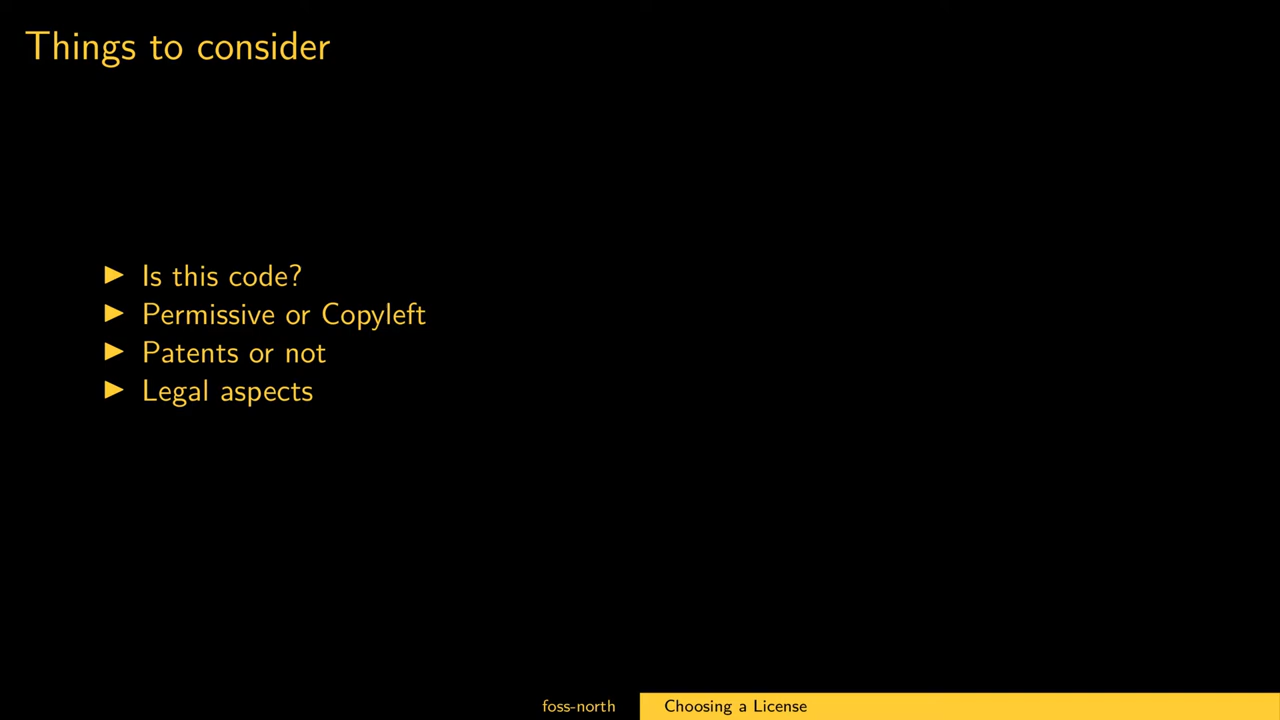 Things to consider
▶ Is this code?
▶ Permissive or Copyleft
▶ Patents or not
▶ Legal aspects
foss-north
Choosing a License